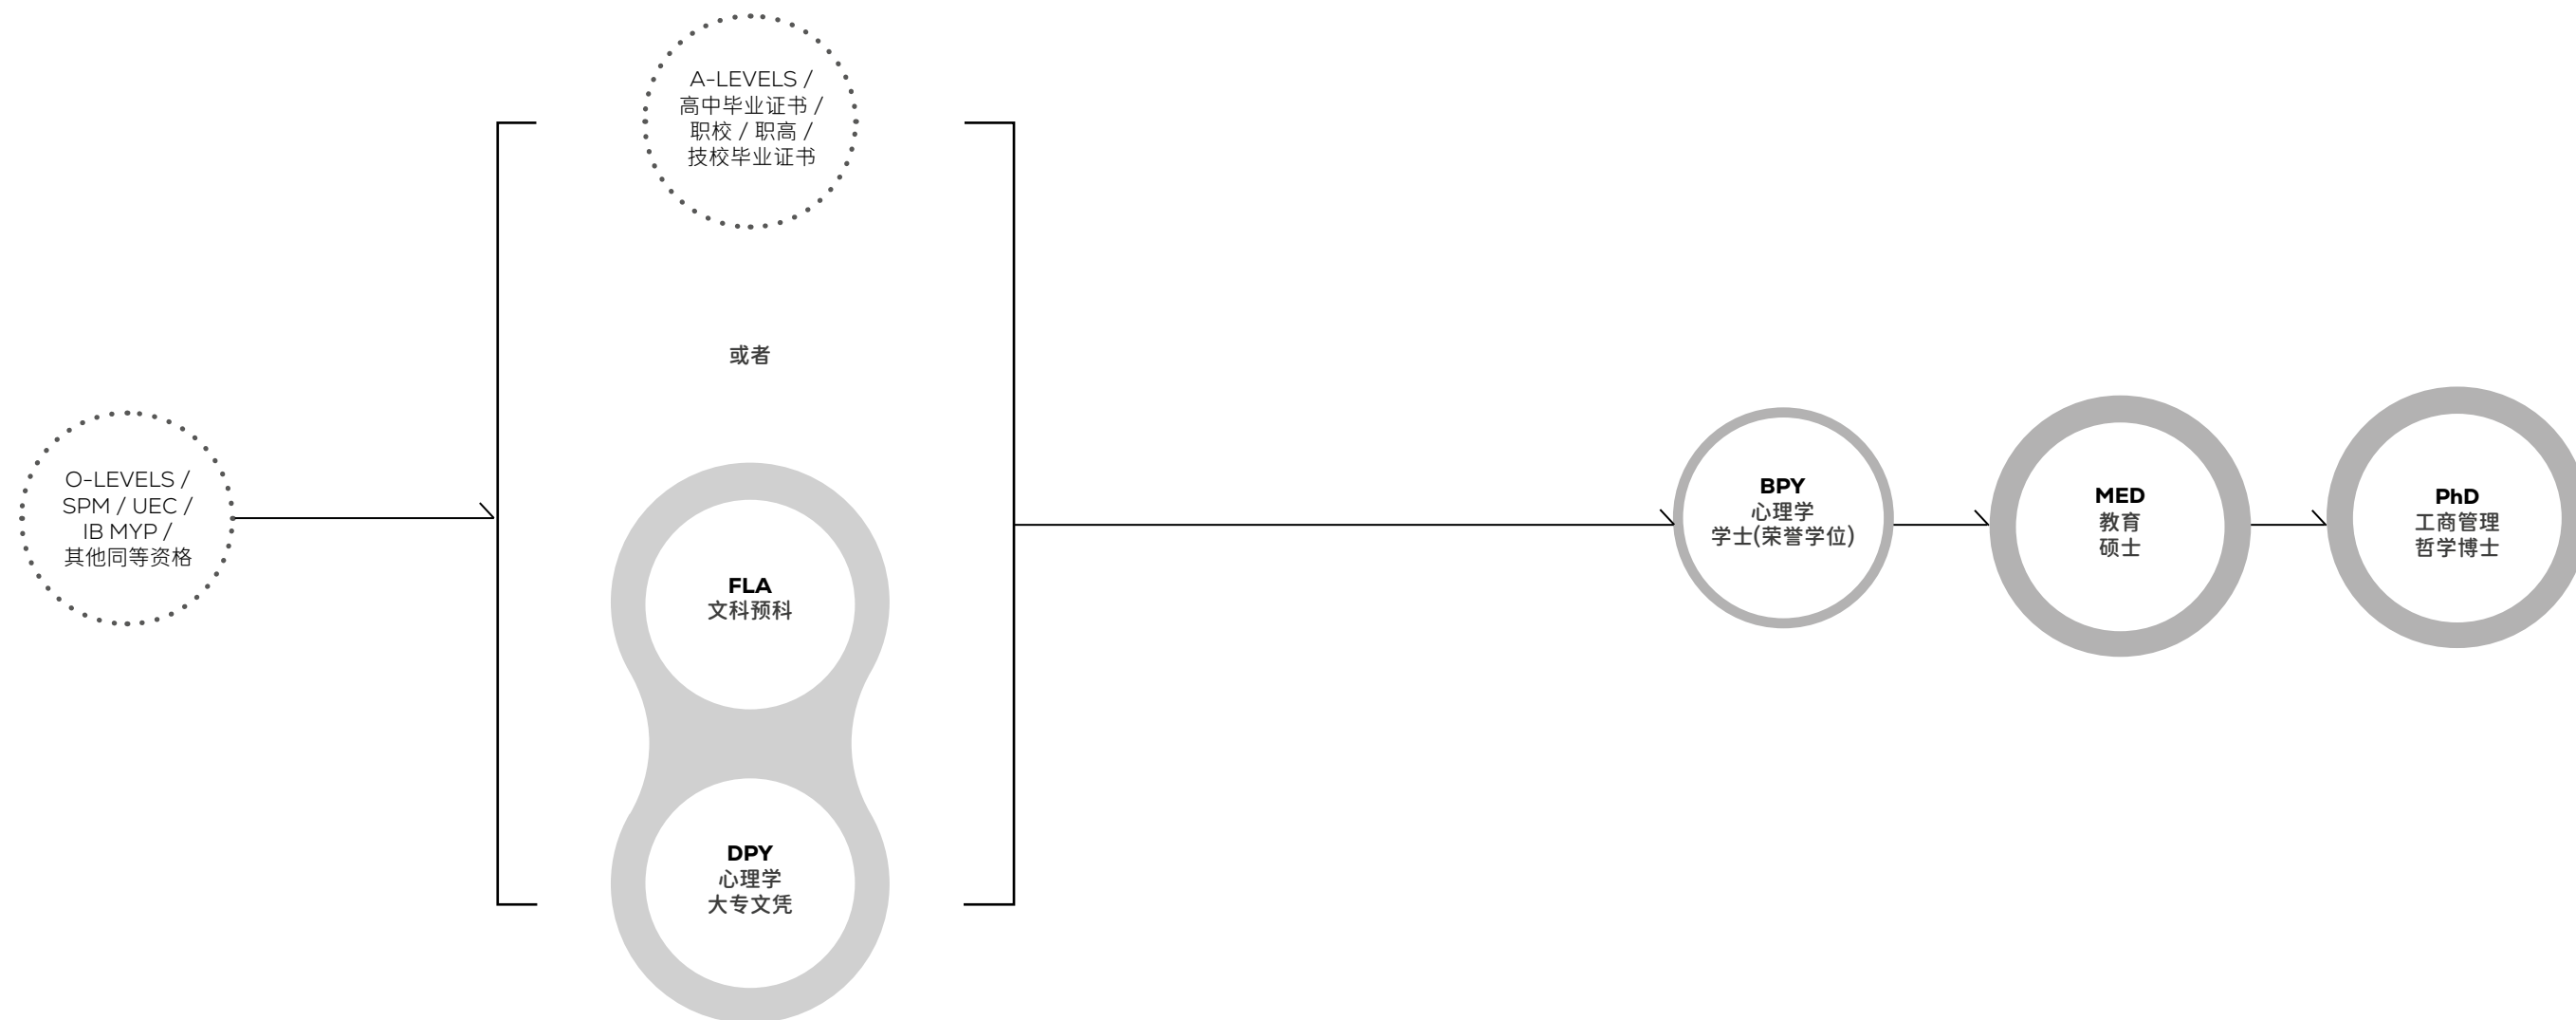 A-LEVELS /
高中毕业证书 /
职校 / 职高 /
技校毕业证书
或者
O-LEVELS /
SPM / UEC /
IB MYP /
其他同等资格
FLA
文科预科
DPY
心理学
大专文凭
BPY
心理学
学士(荣誉学位)
MED
教育
硕士
PhD
工商管理
哲学博士